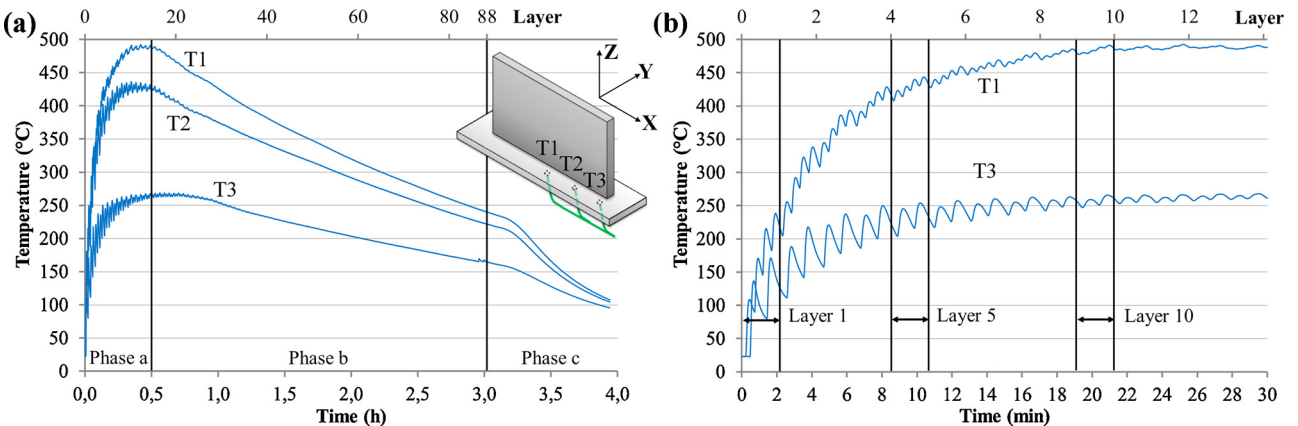 (a)
0 20 40 60 80 88 Layer
500
450
400
350
300
250
200
150
100
50
0
Temperature (°C)
T1
T2
T3
Z
Y
X
T1
T2
T3
Phase a
Phase b
Phase c
0,0 0,5 1,0 1,5 2,0 2,5 3,0 3,5 4,0
Time (h)
(b)
0 2 4 6 8 10 12 Layer
500
450
400
350
300
250
200
150
100
50
0
Temperature (°C)
T1
T3
Layer 1
Layer 5
Layer 10
0 2 4 6 8 10 12 14 16 18 20 22 24 26 28 30
Time (min)